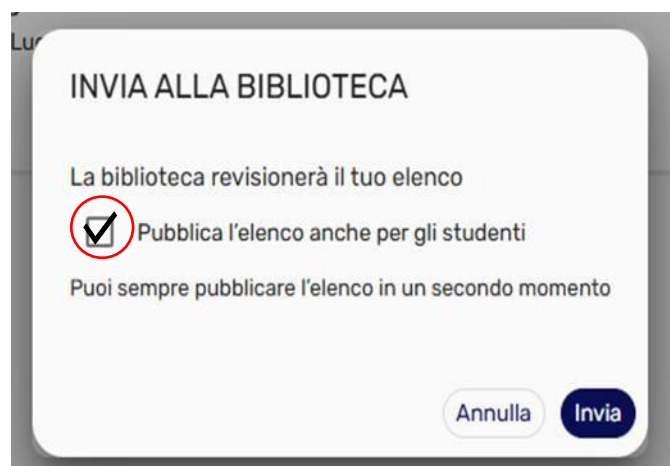 Lu
INVIA ALLA BIBLIOTECA
La biblioteca revisionerà il tuo elenco
Pubblica l'elenco anche per gli studenti
Puoi sempre pubblicare l'elenco in un secondo momento
Annulla Invia